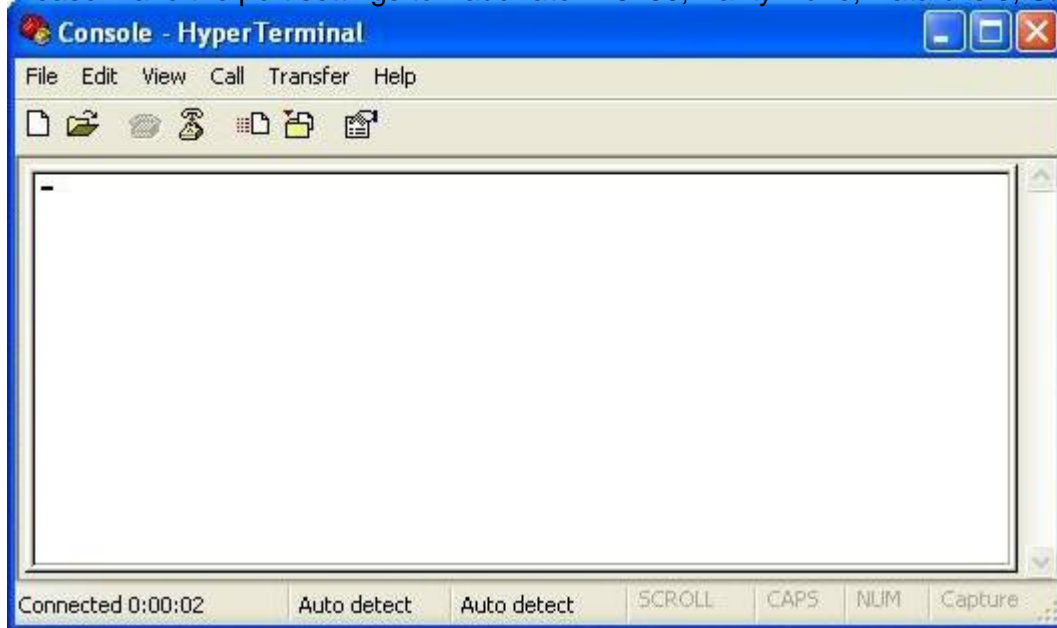 Console - HyperTerminal
File Edit View Call Transfer Help
Connected 0:00:02 Auto detect Auto detect SCROLL CAPS NUM Capture